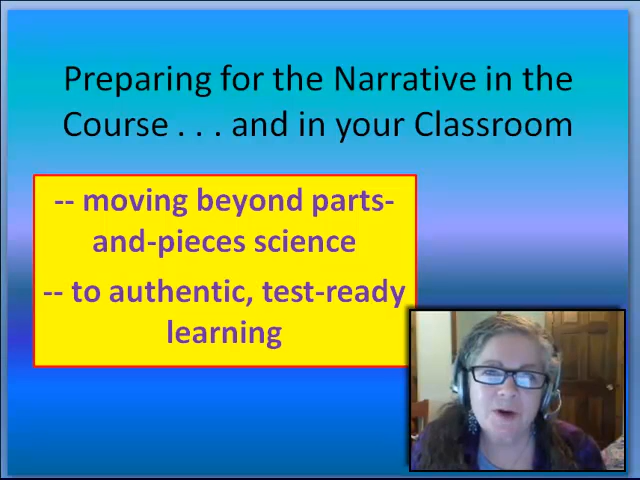 Preparing for the Narrative in the
Course . . . and in your Classroom
-- moving beyond parts-
and-pieces science
-- to authentic, test-ready
learning